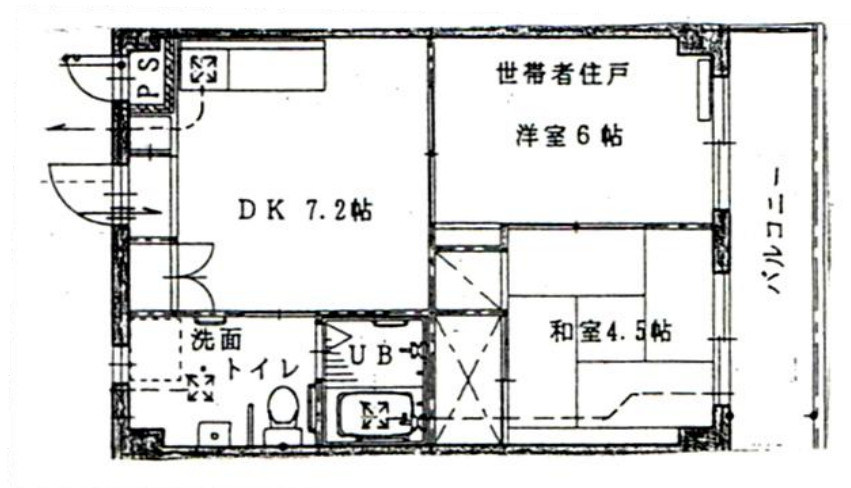 PS
世帯者住戸
洋室6帖
DK 7.2帖
バルコニー
洗面
トイレ
UB
和室4.5帖